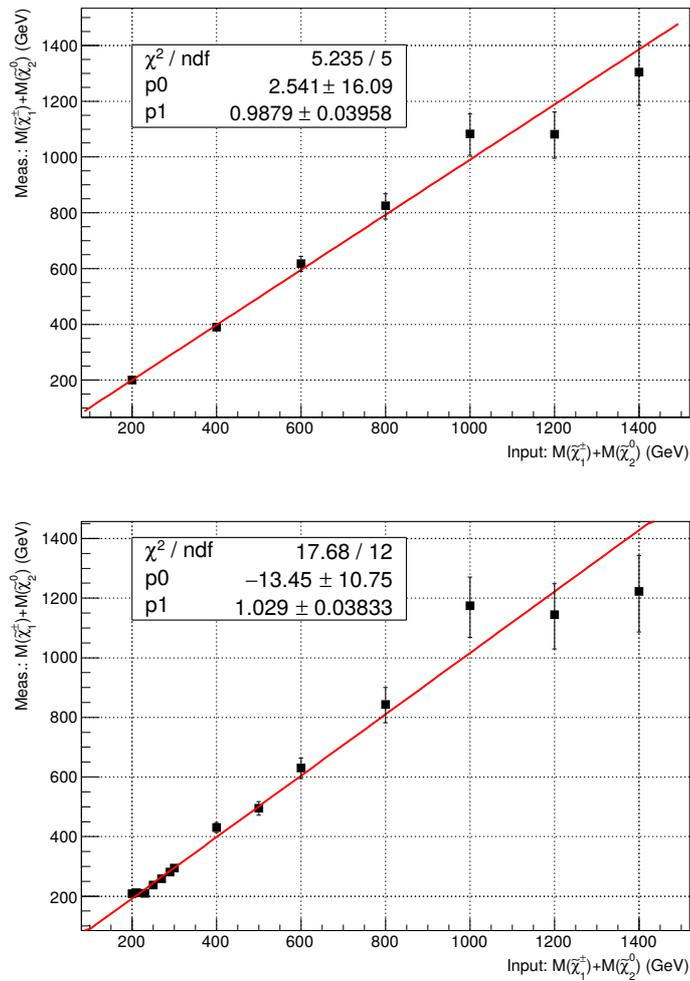 Meas.: M(χ̃₁±)+M(χ̃₂⁰) (GeV)
χ² / ndf 5.235 / 5
p0 2.541 ± 16.09
p1 0.9879 ± 0.03958
1400
1200
1000
800
600
400
200
200 400 600 800 1000 1200 1400
Input: M(χ̃₁±)+M(χ̃₂⁰) (GeV)
Meas.: M(χ̃₁±)+M(χ̃₂⁰) (GeV)
χ² / ndf 17.68 / 12
p0 −13.45 ± 10.75
p1 1.029 ± 0.03833
1400
1200
1000
800
600
400
200
200 400 600 800 1000 1200 1400
Input: M(χ̃₁±)+M(χ̃₂⁰) (GeV)